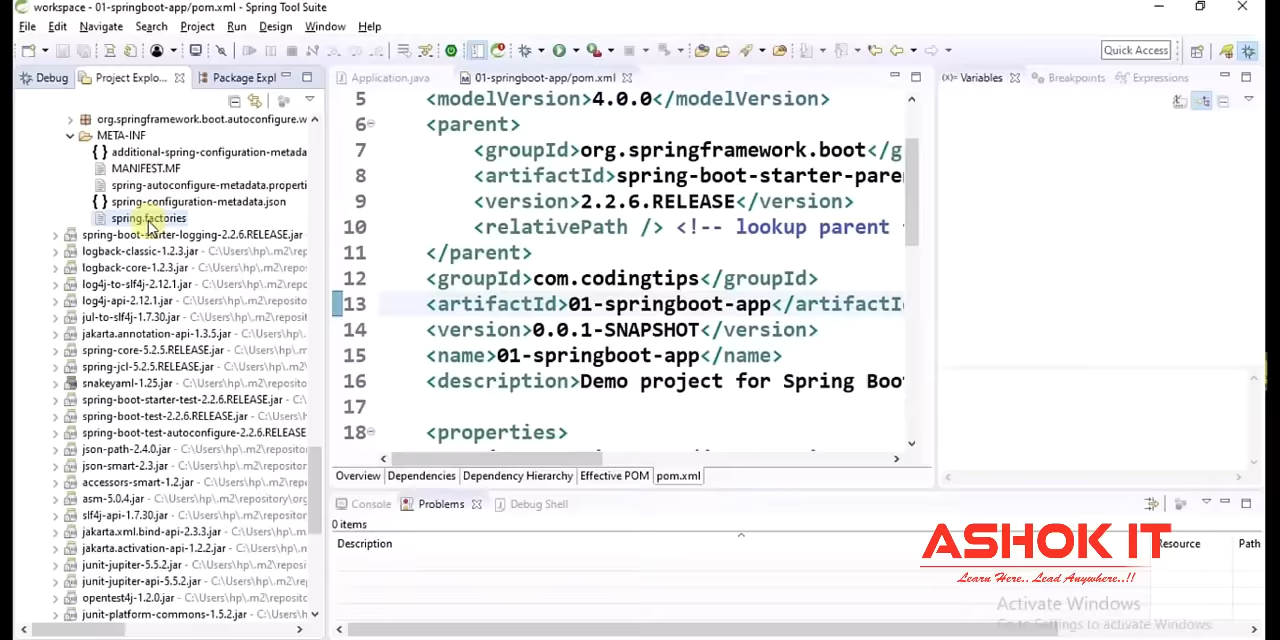 workspace - 01-springboot-app/pom.xml - Spring Tool Suite
File Edit Navigate Search Project Run Design Window Help
Quick Access
Debug Project Explo... Package Expl
Application.java 01-springboot-app/pom.xml
(x)= Variables Breakpoints Expressions
org.springframework.boot.autoconfigure.w
META-INF
additional-spring-configuration-metada
MANIFEST.MF
spring-autoconfigure-metadata.properti
spring-configuration-metadata.json
spring.factories
spring-boot-starter-logging-2.2.6.RELEASE.jar
logback-classic-1.2.3.jar - C:\Users\hp\.m2\repo
logback-core-1.2.3.jar - C:\Users\hp\.m2\reposi
log4j-to-slf4j-2.12.1.jar - C:\Users\hp\.m2\repo
log4j-api-2.12.1.jar - C:\Users\hp\.m2\reposito
jul-to-slf4j-1.7.30.jar - C:\Users\hp\.m2\repos
jakarta.annotation-api-1.3.5.jar - C:\Users\hp\
spring-core-5.2.5.RELEASE.jar - C:\Users\hp\.
spring-jcl-5.2.5.RELEASE.jar - C:\Users\hp\.m2
snakeyaml-1.25.jar - C:\Users\hp\.m2\reposito
spring-boot-starter-test-2.2.6.RELEASE.jar - C:
spring-boot-test-2.2.6.RELEASE.jar - C:\Users\h
spring-boot-test-autoconfigure-2.2.6.RELEASE
json-path-2.4.0.jar - C:\Users\hp\.m2\repositor
json-smart-2.3.jar - C:\Users\hp\.m2\repositor
accessors-smart-1.2.jar - C:\Users\hp\.m2\repo
asm-5.0.4.jar - C:\Users\hp\.m2\repository\org
slf4j-api-1.7.30.jar - C:\Users\hp\.m2\reposito
jakarta.xml.bind-api-2.3.3.jar - C:\Users\hp\.m
jakarta.activation-api-1.2.2.jar - C:\Users\hp\
junit-jupiter-5.5.2.jar - C:\Users\hp\.m2\reposi
junit-jupiter-api-5.5.2.jar - C:\Users\hp\.m2\re
opentest4j-1.2.0.jar - C:\Users\hp\.m2\reposit
junit-platform-commons-1.5.2.jar - C:\Users\h
5 <modelVersion>4.0.0</modelVersion>
6 <parent>
7 <groupId>org.springframework.boot</g
8 <artifactId>spring-boot-starter-pare
9 <version>2.2.6.RELEASE</version>
10 <relativePath /> <!-- lookup parent
11 </parent>
12 <groupId>com.codingtips</groupId>
13 <artifactId>01-springboot-app</artifactI
14 <version>0.0.1-SNAPSHOT</version>
15 <name>01-springboot-app</name>
16 <description>Demo project for Spring Boo
17
18 <properties>
Overview Dependencies Dependency Hierarchy Effective POM pom.xml
Console Problems Debug Shell
0 items
Description Resource Path
ASHOK IT
Learn Here.. Lead Anywhere..!!
Activate Windows
Go to Settings to activate Windows.